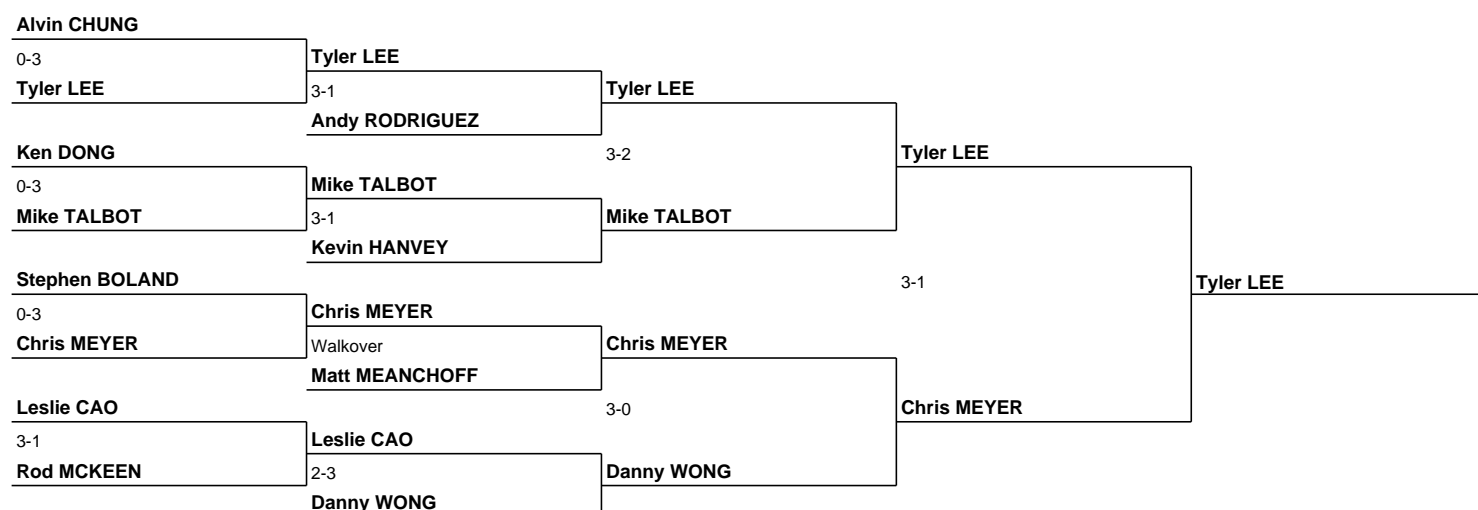 Alvin CHUNG
0-3
Tyler LEE
Tyler LEE
3-1
Andy RODRIGUEZ
Tyler LEE
Ken DONG
0-3
Mike TALBOT
Mike TALBOT
3-1
Kevin HANVEY
3-2
Mike TALBOT
Tyler LEE
Stephen BOLAND
0-3
Chris MEYER
Chris MEYER
Walkover
Matt MEANCHOFF
Chris MEYER
3-1
Tyler LEE
Leslie CAO
3-1
Rod MCKEEN
Leslie CAO
2-3
Danny WONG
3-0
Danny WONG
Chris MEYER